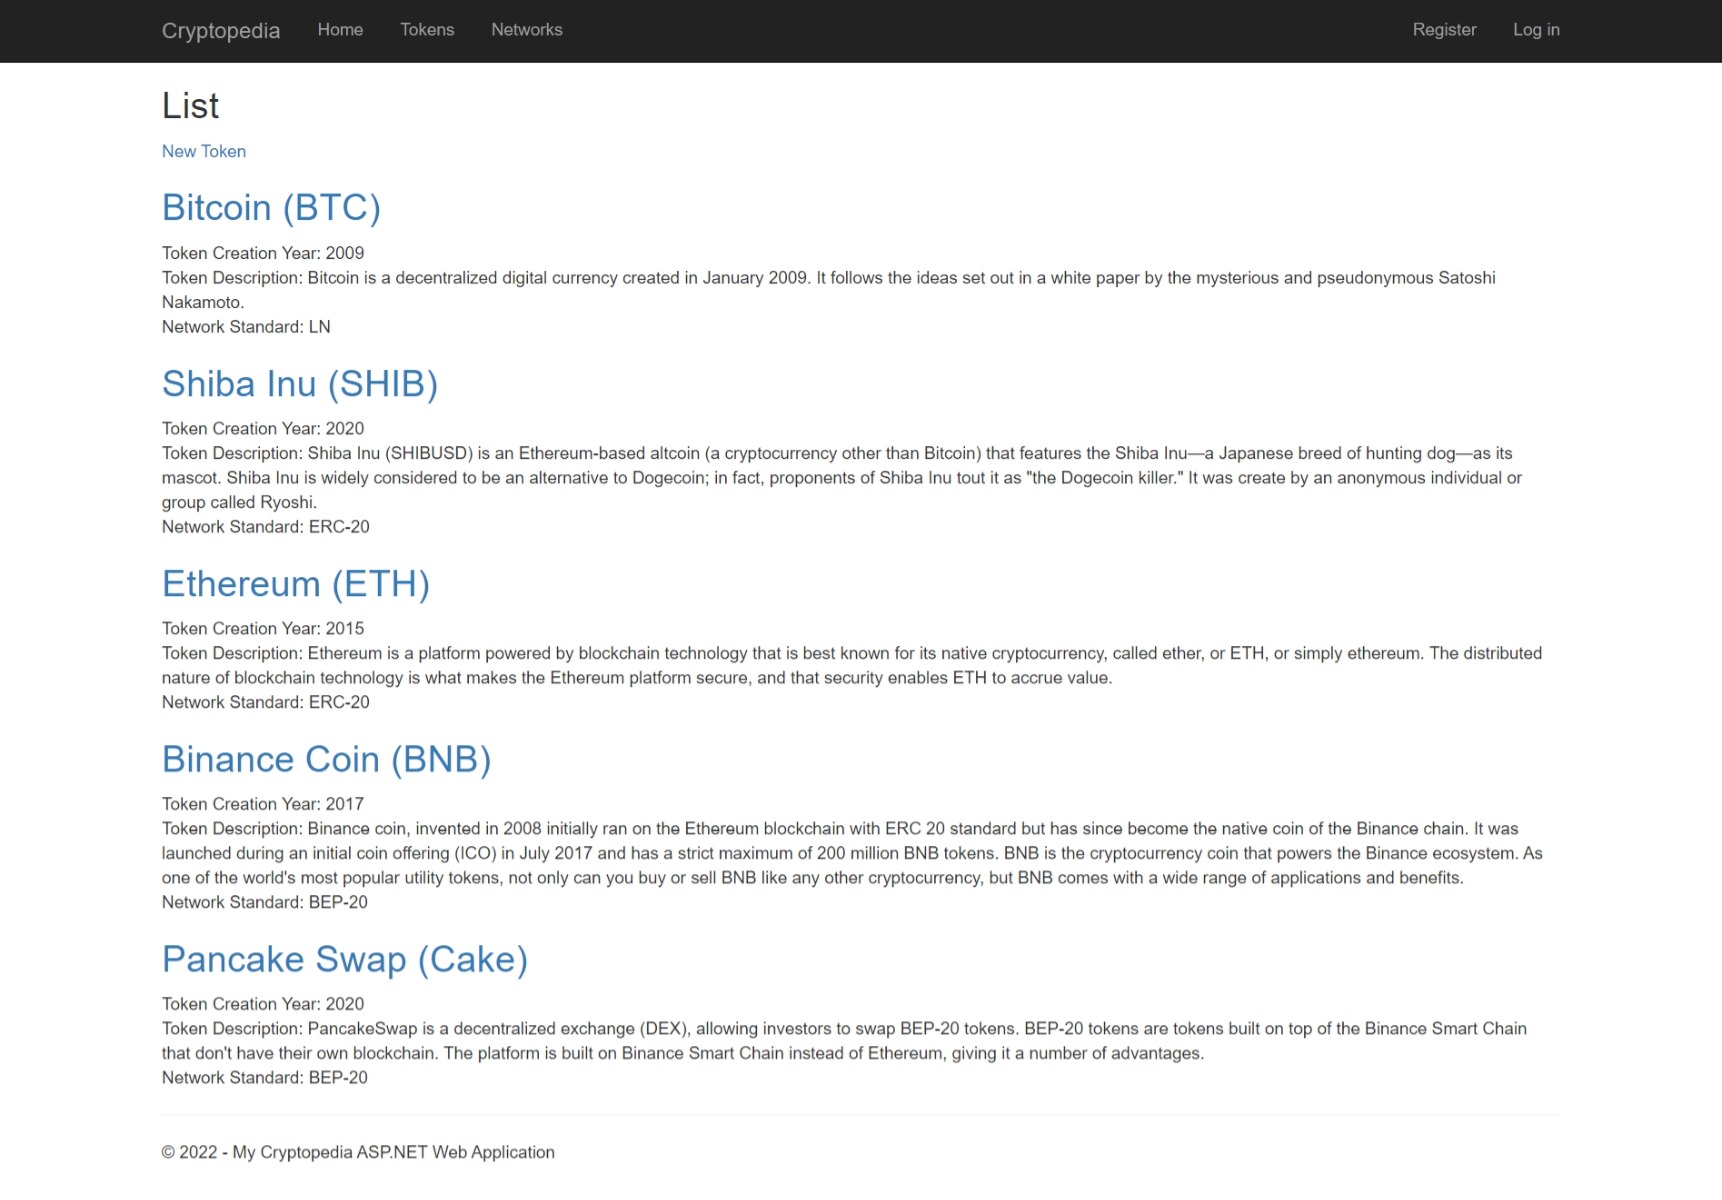 Cryptopedia Home Tokens Networks Register Log in
List
New Token
Bitcoin (BTC)
Token Creation Year: 2009
Token Description: Bitcoin is a decentralized digital currency created in January 2009. It follows the ideas set out in a white paper by the mysterious and pseudonymous Satoshi
Nakamoto.
Network Standard: LN
Shiba Inu (SHIB)
Token Creation Year: 2020
Token Description: Shiba Inu (SHIBUSD) is an Ethereum-based altcoin (a cryptocurrency other than Bitcoin) that features the Shiba Inu—a Japanese breed of hunting dog—as its
mascot. Shiba Inu is widely considered to be an alternative to Dogecoin; in fact, proponents of Shiba Inu tout it as "the Dogecoin killer." It was create by an anonymous individual or
group called Ryoshi.
Network Standard: ERC-20
Ethereum (ETH)
Token Creation Year: 2015
Token Description: Ethereum is a platform powered by blockchain technology that is best known for its native cryptocurrency, called ether, or ETH, or simply ethereum. The distributed
nature of blockchain technology is what makes the Ethereum platform secure, and that security enables ETH to accrue value.
Network Standard: ERC-20
Binance Coin (BNB)
Token Creation Year: 2017
Token Description: Binance coin, invented in 2008 initially ran on the Ethereum blockchain with ERC 20 standard but has since become the native coin of the Binance chain. It was
launched during an initial coin offering (ICO) in July 2017 and has a strict maximum of 200 million BNB tokens. BNB is the cryptocurrency coin that powers the Binance ecosystem. As
one of the world's most popular utility tokens, not only can you buy or sell BNB like any other cryptocurrency, but BNB comes with a wide range of applications and benefits.
Network Standard: BEP-20
Pancake Swap (Cake)
Token Creation Year: 2020
Token Description: PancakeSwap is a decentralized exchange (DEX), allowing investors to swap BEP-20 tokens. BEP-20 tokens are tokens built on top of the Binance Smart Chain
that don't have their own blockchain. The platform is built on Binance Smart Chain instead of Ethereum, giving it a number of advantages.
Network Standard: BEP-20
© 2022 - My Cryptopedia ASP.NET Web Application